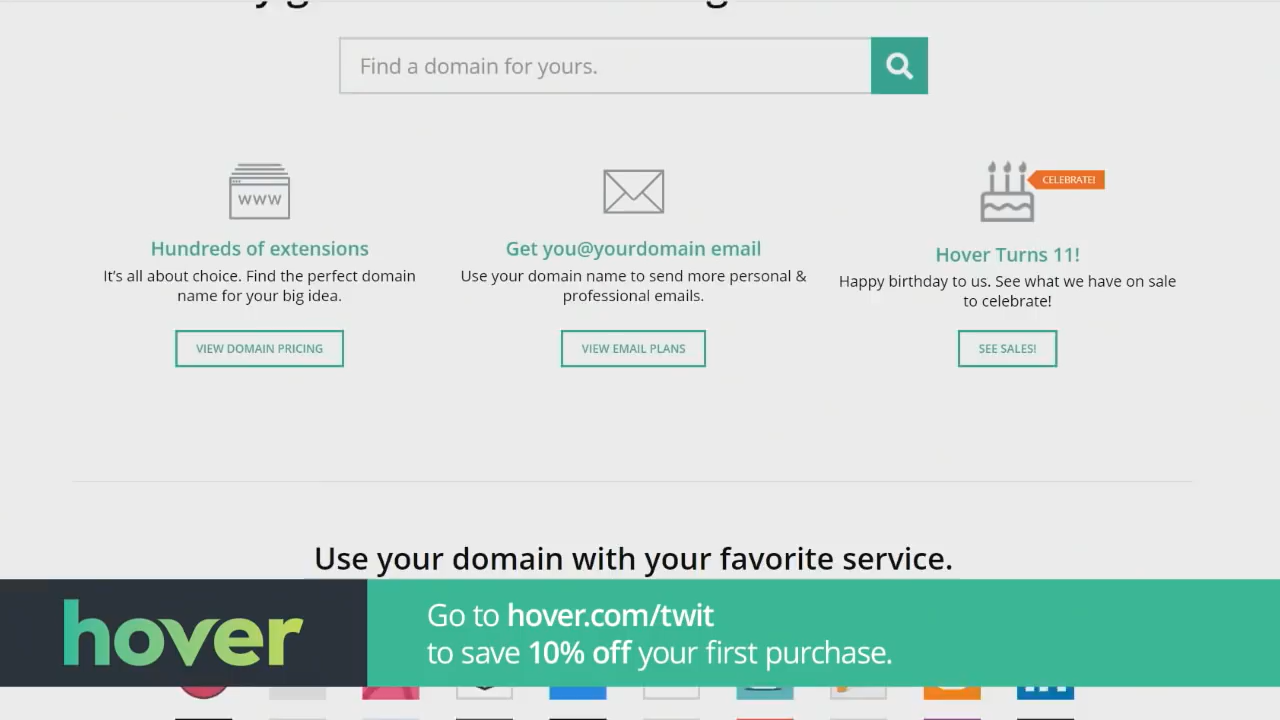 Find a domain for yours.
www
CELEBRATE!
Hundreds of extensions
It's all about choice. Find the perfect domain
name for your big idea.
VIEW DOMAIN PRICING
Get you@yourdomain email
Use your domain name to send more personal &
professional emails.
VIEW EMAIL PLANS
Hover Turns 11!
Happy birthday to us. See what we have on sale
to celebrate!
SEE SALES!
Use your domain with your favorite service.
hover
Go to hover.com/twit
to save 10% off your first purchase.